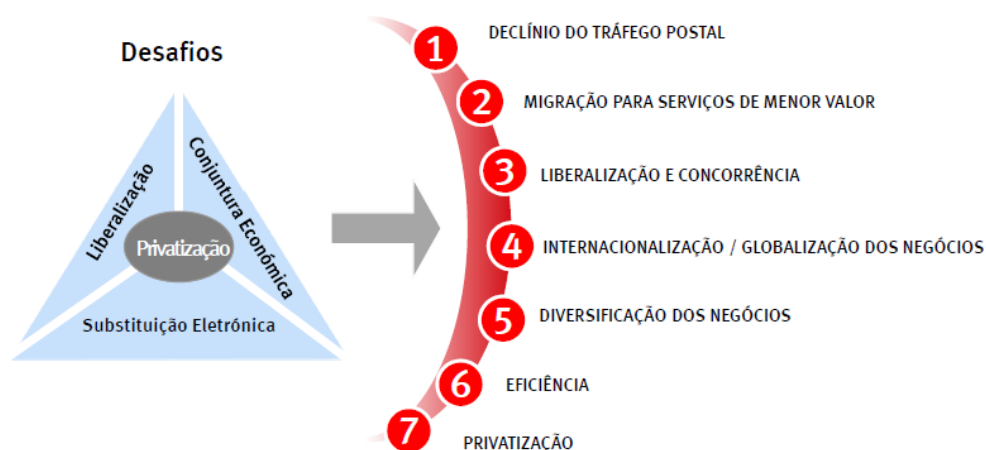 Desafios
Liberalização
Conjuntura Económica
Privatização
Substituição Eletrónica
1
DECLÍNIO DO TRÁFEGO POSTAL
2
MIGRAÇÃO PARA SERVIÇOS DE MENOR VALOR
3
LIBERALIZAÇÃO E CONCORRÊNCIA
4
INTERNACIONALIZAÇÃO / GLOBALIZAÇÃO DOS NEGÓCIOS
5
DIVERSIFICAÇÃO DOS NEGÓCIOS
6
EFICIÊNCIA
7
PRIVATIZAÇÃO